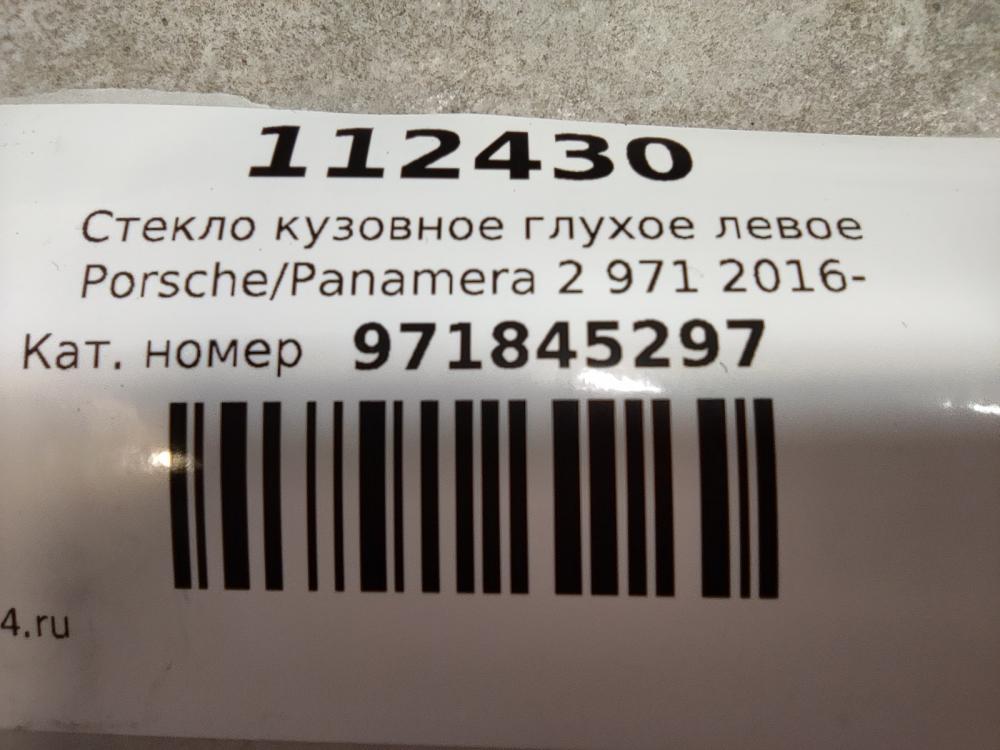 112430
Стекло кузовное глухое левое
Porsche/Panamera 2 971 2016-
Кат. номер 971845297
4.ru